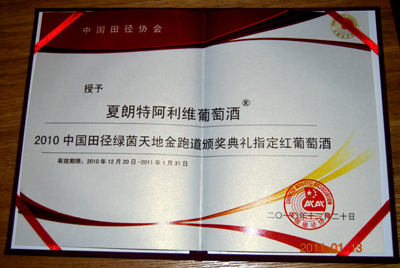 中国田径协会
授予
夏朗特阿利维葡萄酒®
2010 中国田径绿茵天地金跑道颁奖典礼指定红葡萄酒
有效期限：2010 年 12 月 20 日 -2011 年 1 月 31 日
二〇一〇年十二月二十日
2011 01 13